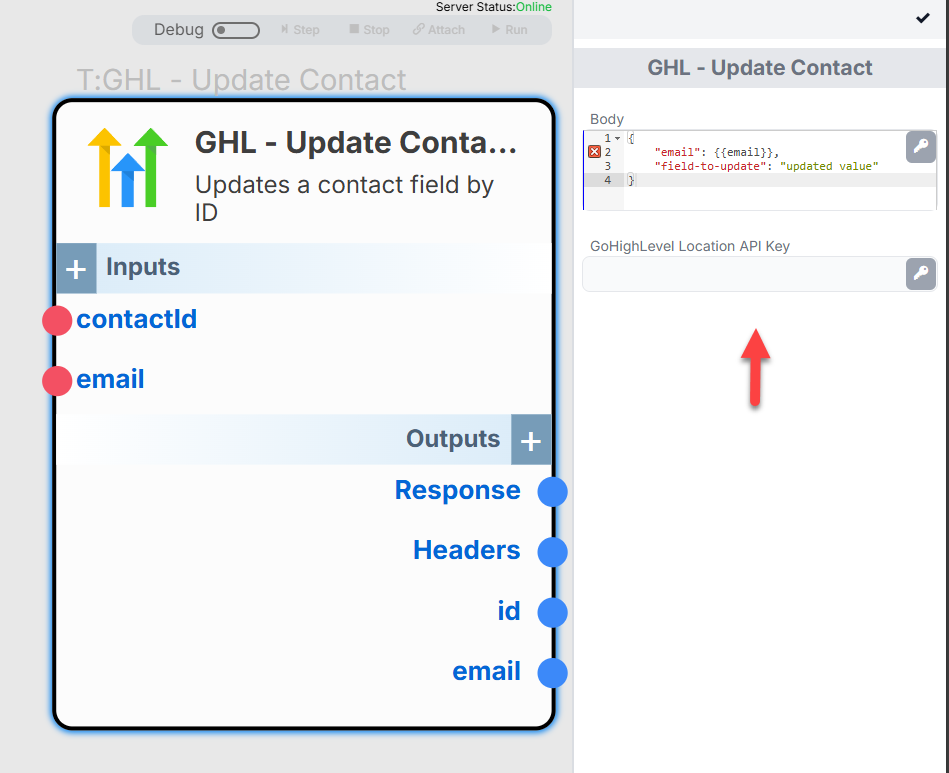 Server Status:Online
Debug Step Stop Attach Run
T:GHL - Update Contact
GHL - Update Conta...
Updates a contact field by
ID
+ Inputs
contactId
email
Outputs +
Response
Headers
id
email
GHL - Update Contact
Body
1 {
2 "email": {{email}},
3 "field-to-update": "updated value"
4 }
GoHighLevel Location API Key